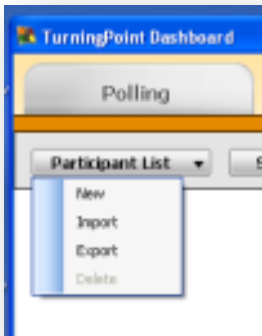 TurningPoint Dashboard
Polling
Participant List
New
Import
Export
Delete